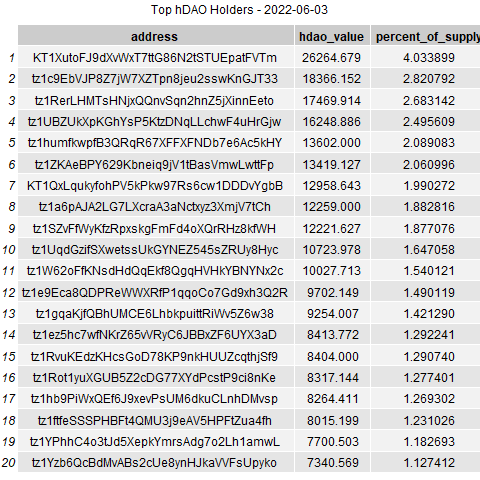 Top hDAO Holders - 2022-06-03
address hdao_value percent_of_supply
1 KT1XutoFJ9dXvWxT7ttG86N2tSTUEpatFVTm 26264.679 4.033899
2 tz1c9EbVJP8Z7jW7XZTpn8jeu2sswKnGJT33 18366.152 2.820792
3 tz1RerLHMTsHNjxQQnvSqn2hnZ5jXinnEeto 17469.914 2.683142
4 tz1UBZUkXpKGhYsP5KtzDNqLLchwF4uHrGjw 16248.886 2.495609
5 tz1humfkwpfB3QRqR67XFFXFNDb7e6Ac5kHY 13602.000 2.089083
6 tz1ZKAeBPY629Kbneiq9jV1tBasVmwLwttFp 13419.127 2.060996
7 KT1QxLqukyfohPV5kPkw97Rs6cw1DDDvYgbB 12958.643 1.990272
8 tz1a6pAJA2LG7LXcraA3aNctxyz3XmjV7tCh 12259.000 1.882816
9 tz1SZvFfWyKfzRpxskgFmFd4oXQrRHz8kfWH 12221.627 1.877076
10 tz1UqdGzifSXwetssUkGYNEZ545sZRUy8Hyc 10723.978 1.647058
11 tz1W62oFfKNsdHdQqEkf8QgqHVHkYBNYNx2c 10027.713 1.540121
12 tz1e9Eca8QDPReWWXRfP1qqoCo7Gd9xh3Q2R 9702.149 1.490119
13 tz1gqaKjfQBhUMCE6LhbkpuittRiWv5Z6w38 9254.007 1.421290
14 tz1ez5hc7wfNKrZ65vVRyC6JBBxZF6UYX3aD 8413.772 1.292241
15 tz1RvuKEdzKHcsGoD78KP9nkHUUZcqthjSf9 8404.000 1.290740
16 tz1Rot1yuXGUB5Z2cDG77XYdPcstP9ci8nKe 8317.144 1.277401
17 tz1hb9PiWxQEf6J9xevPsUM6dkuCLnhDMvsp 8264.411 1.269302
18 tz1ftfeSSSPHBFt4QMU3j9eAV5HPFtZua4fh 8015.199 1.231026
19 tz1YPhhC4o3tJd5XepkYmrsAdg7o2Lh1amwL 7700.503 1.182693
20 tz1Yzb6QcBdMvABs2cUe8ynHJkaVVFsUpyko 7340.569 1.127412